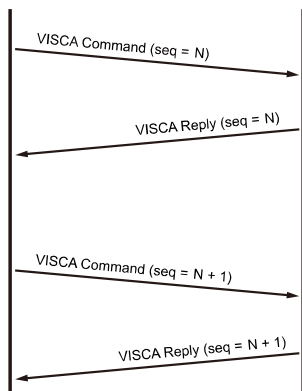 VISCA Command (seq = N)
VISCA Reply (seq = N)
VISCA Command (seq = N + 1)
VISCA Reply (seq = N + 1)